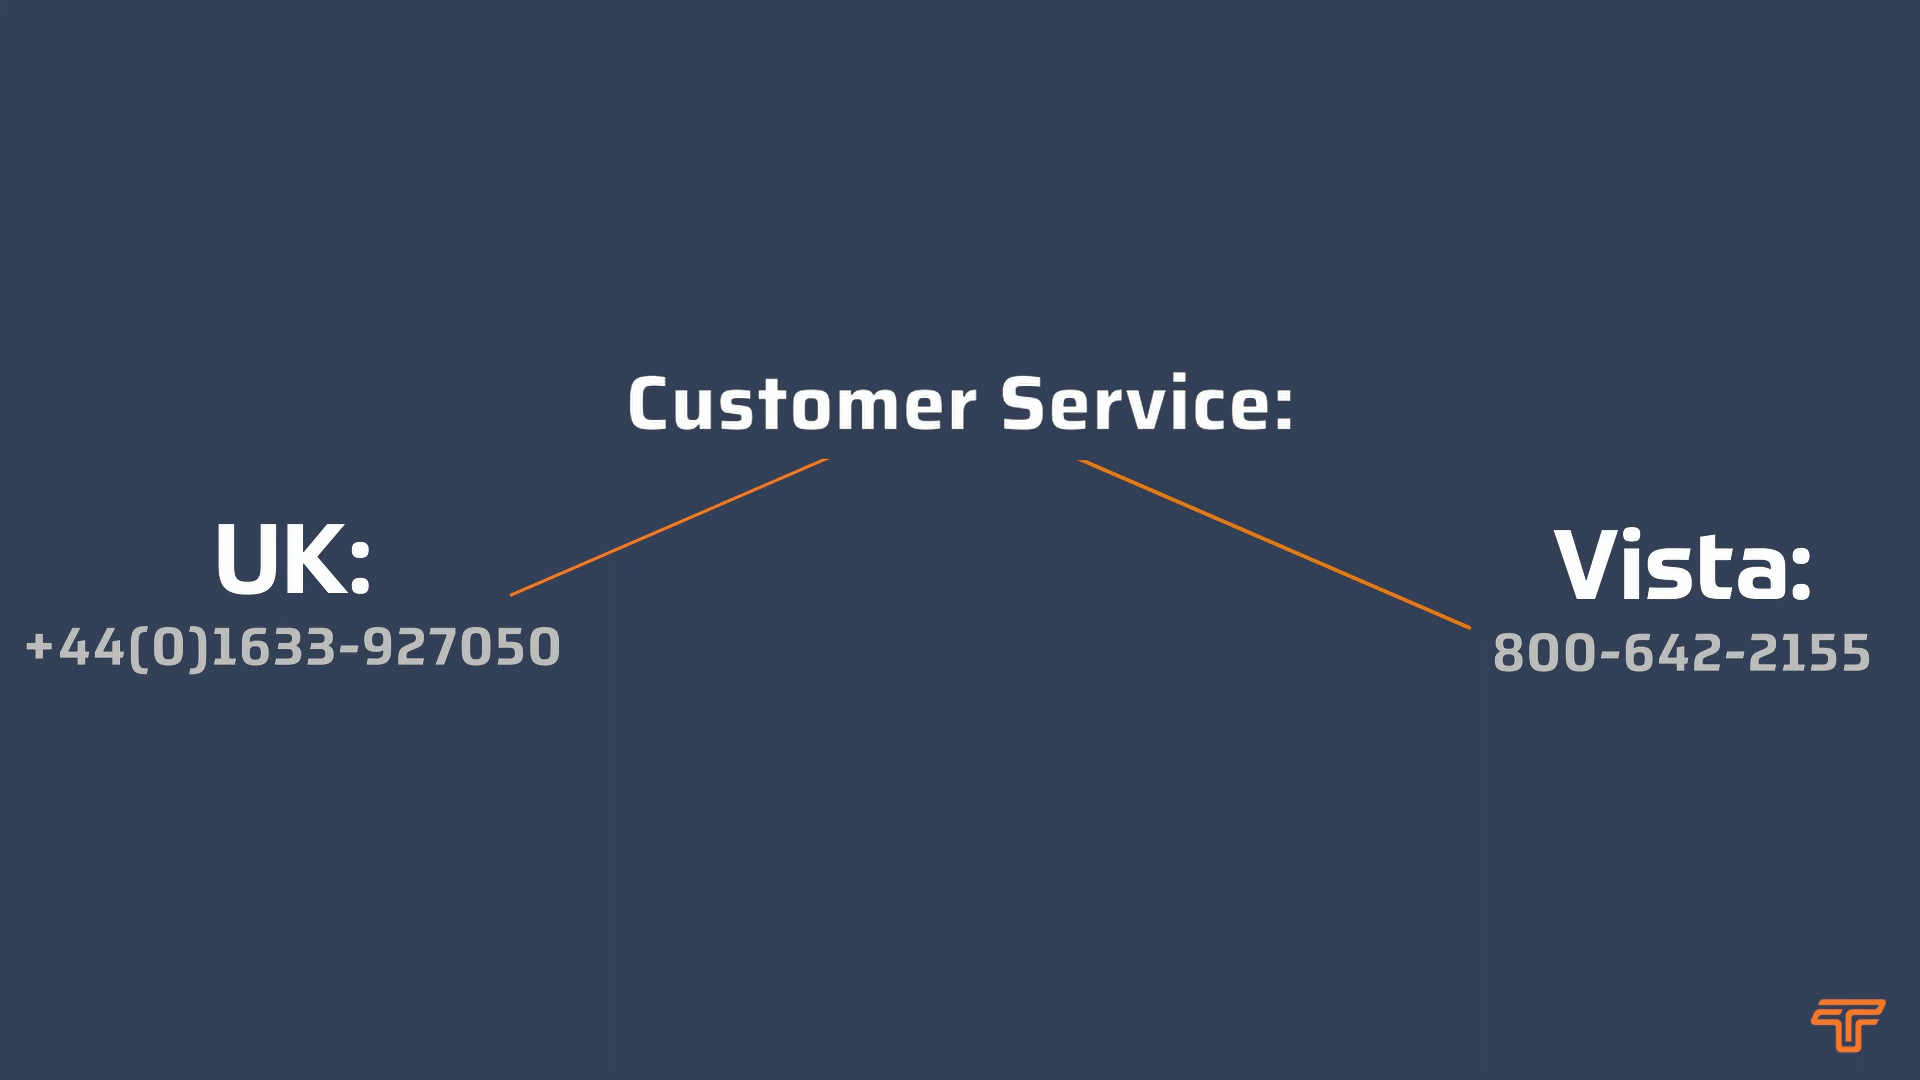 Customer Service:
UK:
+44(0)1633-927050
Vista:
800-642-2155